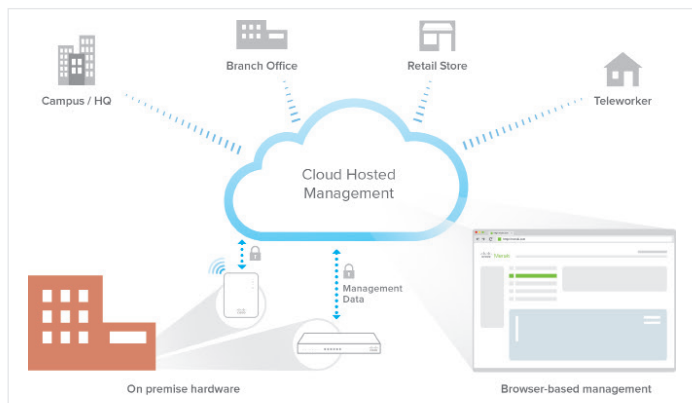 Branch Office
Retail Store
Campus / HQ
Teleworker
Cloud Hosted
Management
Management
Data
Meraki
On premise hardware
Browser-based management